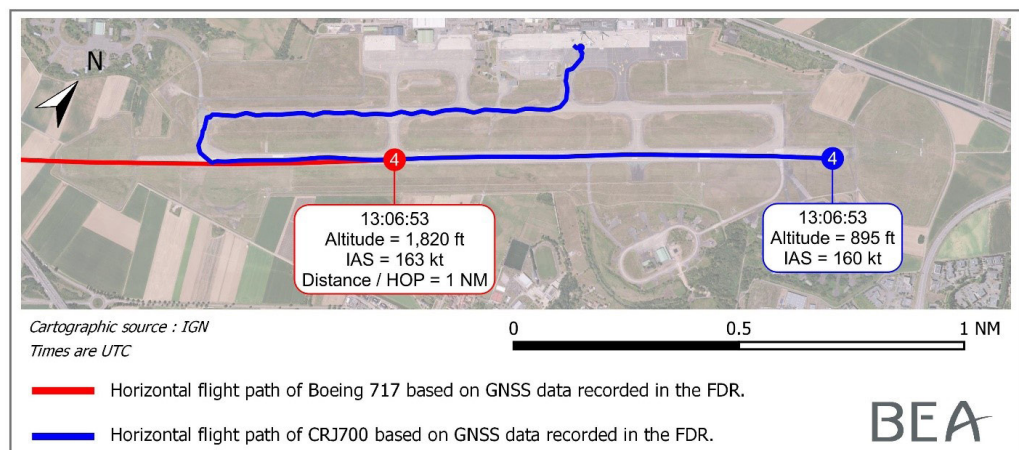 N
4
4
13:06:53
Altitude = 1,820 ft
IAS = 163 kt
Distance / HOP = 1 NM
13:06:53
Altitude = 895 ft
IAS = 160 kt
Cartographic source : IGN
Times are UTC
0 0.5 1 NM
Horizontal flight path of Boeing 717 based on GNSS data recorded in the FDR.
Horizontal flight path of CRJ700 based on GNSS data recorded in the FDR.
BEA